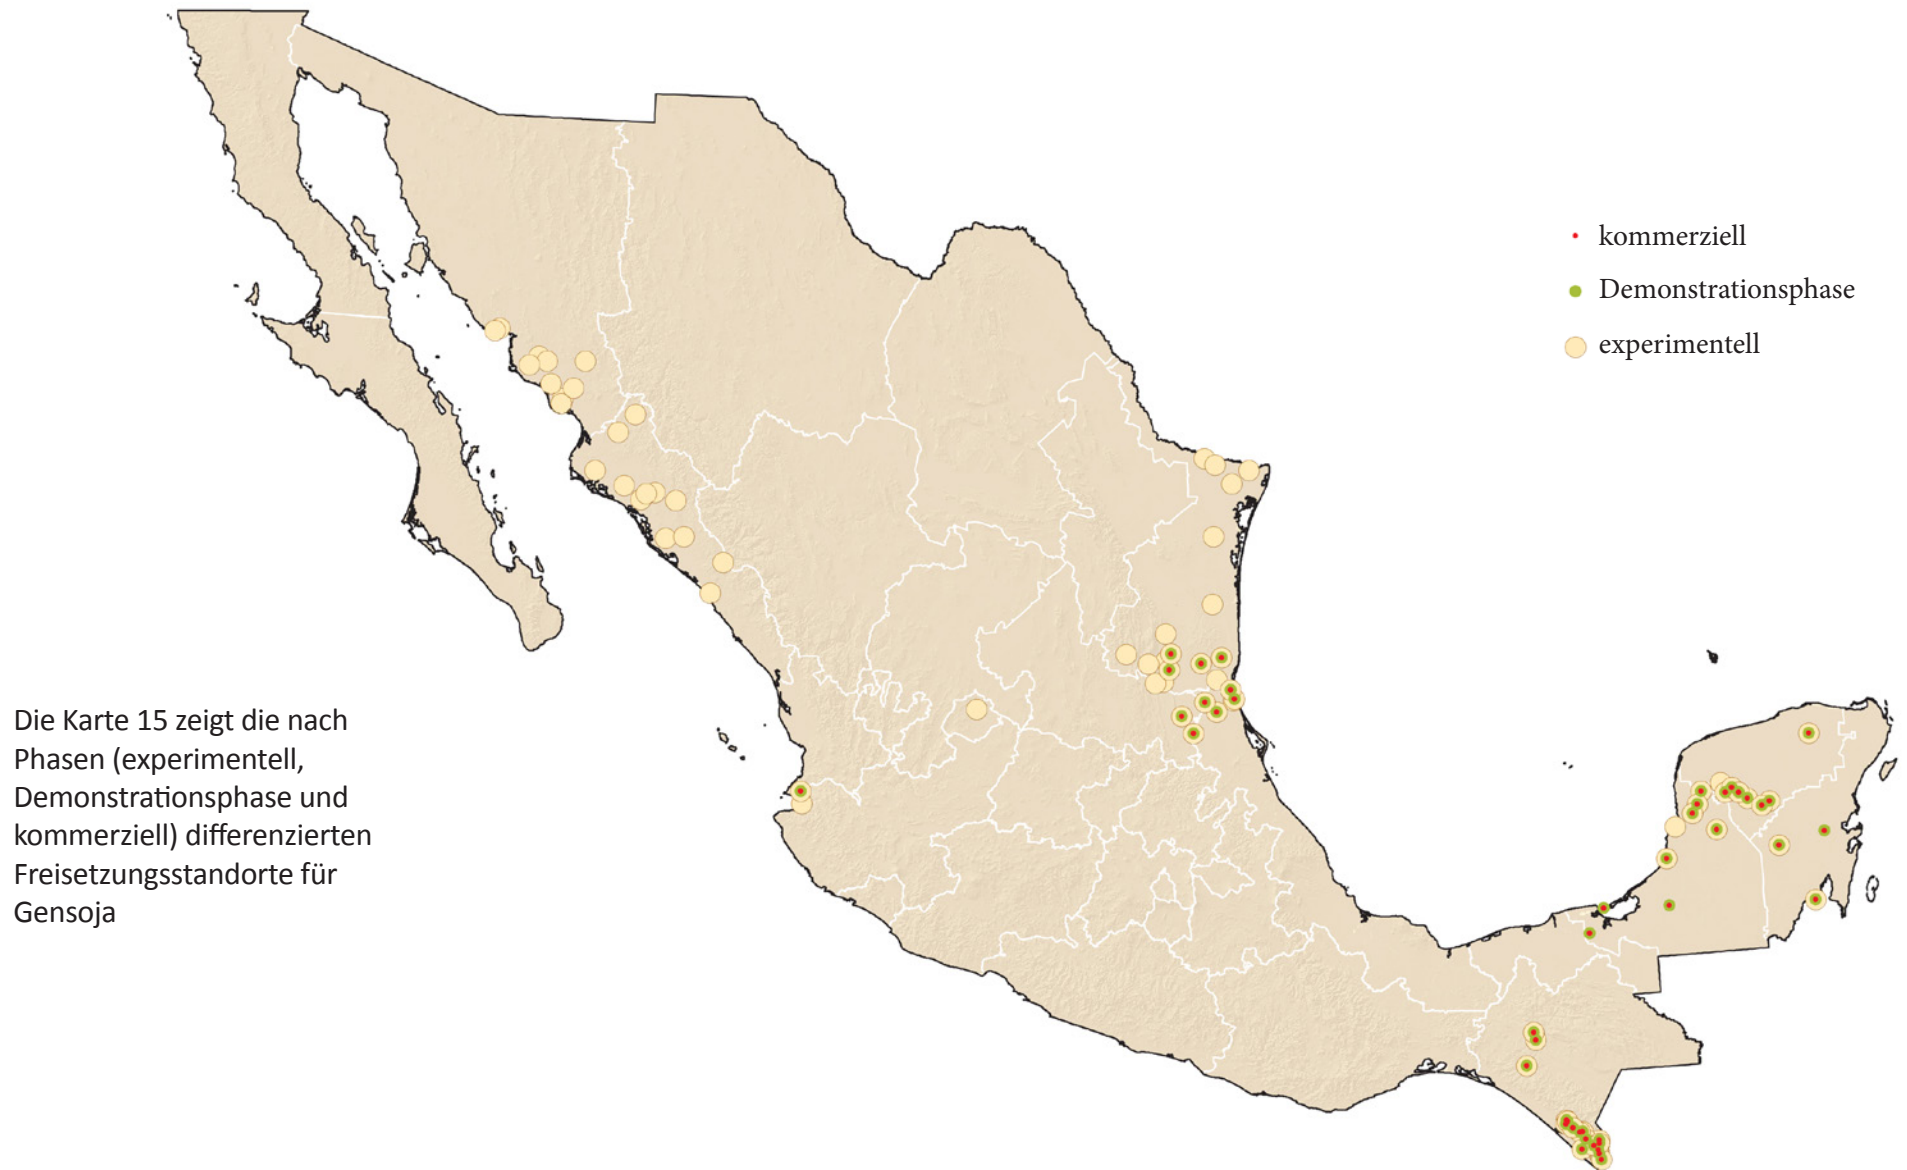 kommerziell
Demonstrationsphase
experimentell
Die Karte 15 zeigt die nach
Phasen (experimentell,
Demonstrationsphase und
kommerziell) differenzierten
Freisetzungsstandorte für
Gensoja